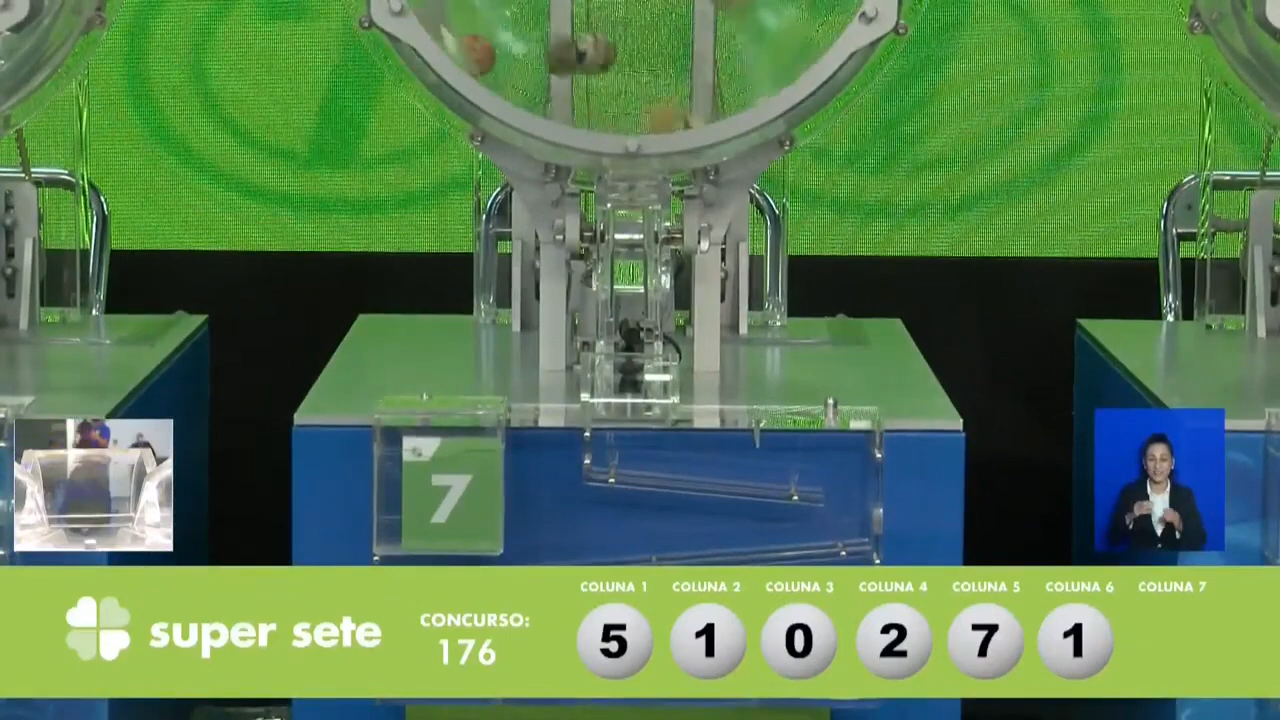 7
COLUNA 1 COLUNA 2 COLUNA 3 COLUNA 4 COLUNA 5 COLUNA 6 COLUNA 7
super sete
CONCURSO:
176
5 1 0 2 7 1